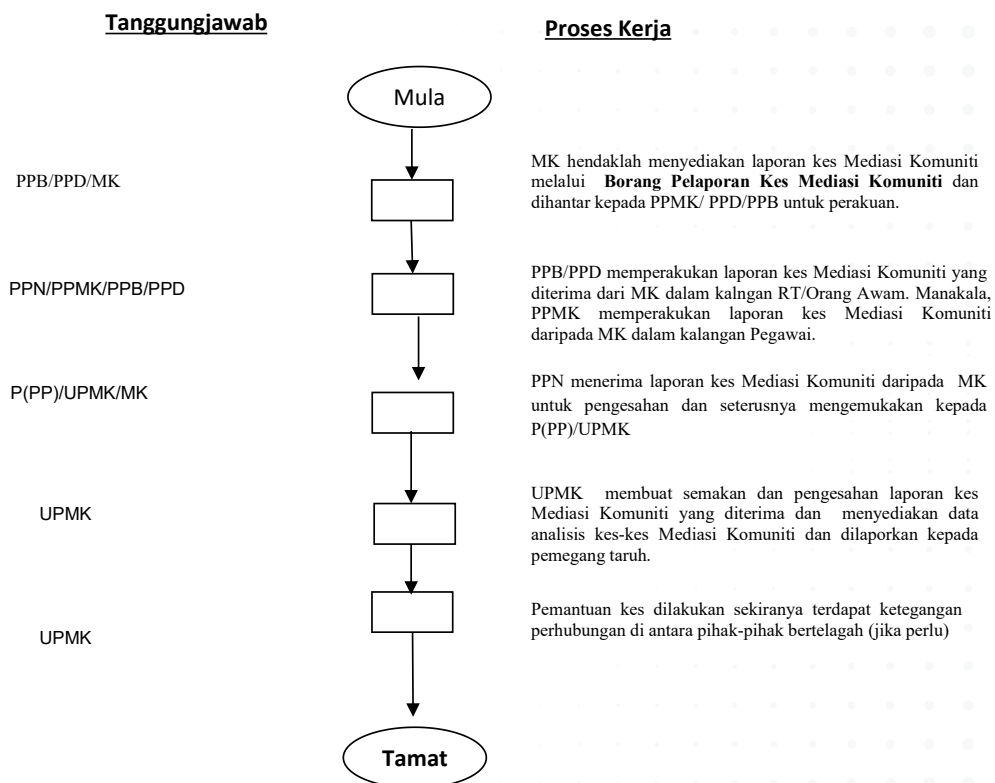 Tanggungjawab
Proses Kerja
Mula
PPB/PPD/MK
MK hendaklah menyediakan laporan kes Mediasi Komuniti
melalui Borang Pelaporan Kes Mediasi Komuniti dan
dihantar kepada PPMK/ PPD/PPB untuk perakuan.
PPN/PPMK/PPB/PPD
PPB/PPD memperakukan laporan kes Mediasi Komuniti yang
diterima dari MK dalam kalngan RT/Orang Awam. Manakala,
PPMK memperakukan laporan kes Mediasi Komuniti
daripada MK dalam kalangan Pegawai.
P(PP)/UPMK/MK
PPN menerima laporan kes Mediasi Komuniti daripada MK
untuk pengesahan dan seterusnya mengemukakan kepada
P(PP)/UPMK
UPMK
UPMK membuat semakan dan pengesahan laporan kes
Mediasi Komuniti yang diterima dan menyediakan data
analisis kes-kes Mediasi Komuniti dan dilaporkan kepada
pemegang taruh.
UPMK
Pemantuan kes dilakukan sekiranya terdapat ketegangan
perhubungan di antara pihak-pihak bertelagah (jika perlu)
Tamat